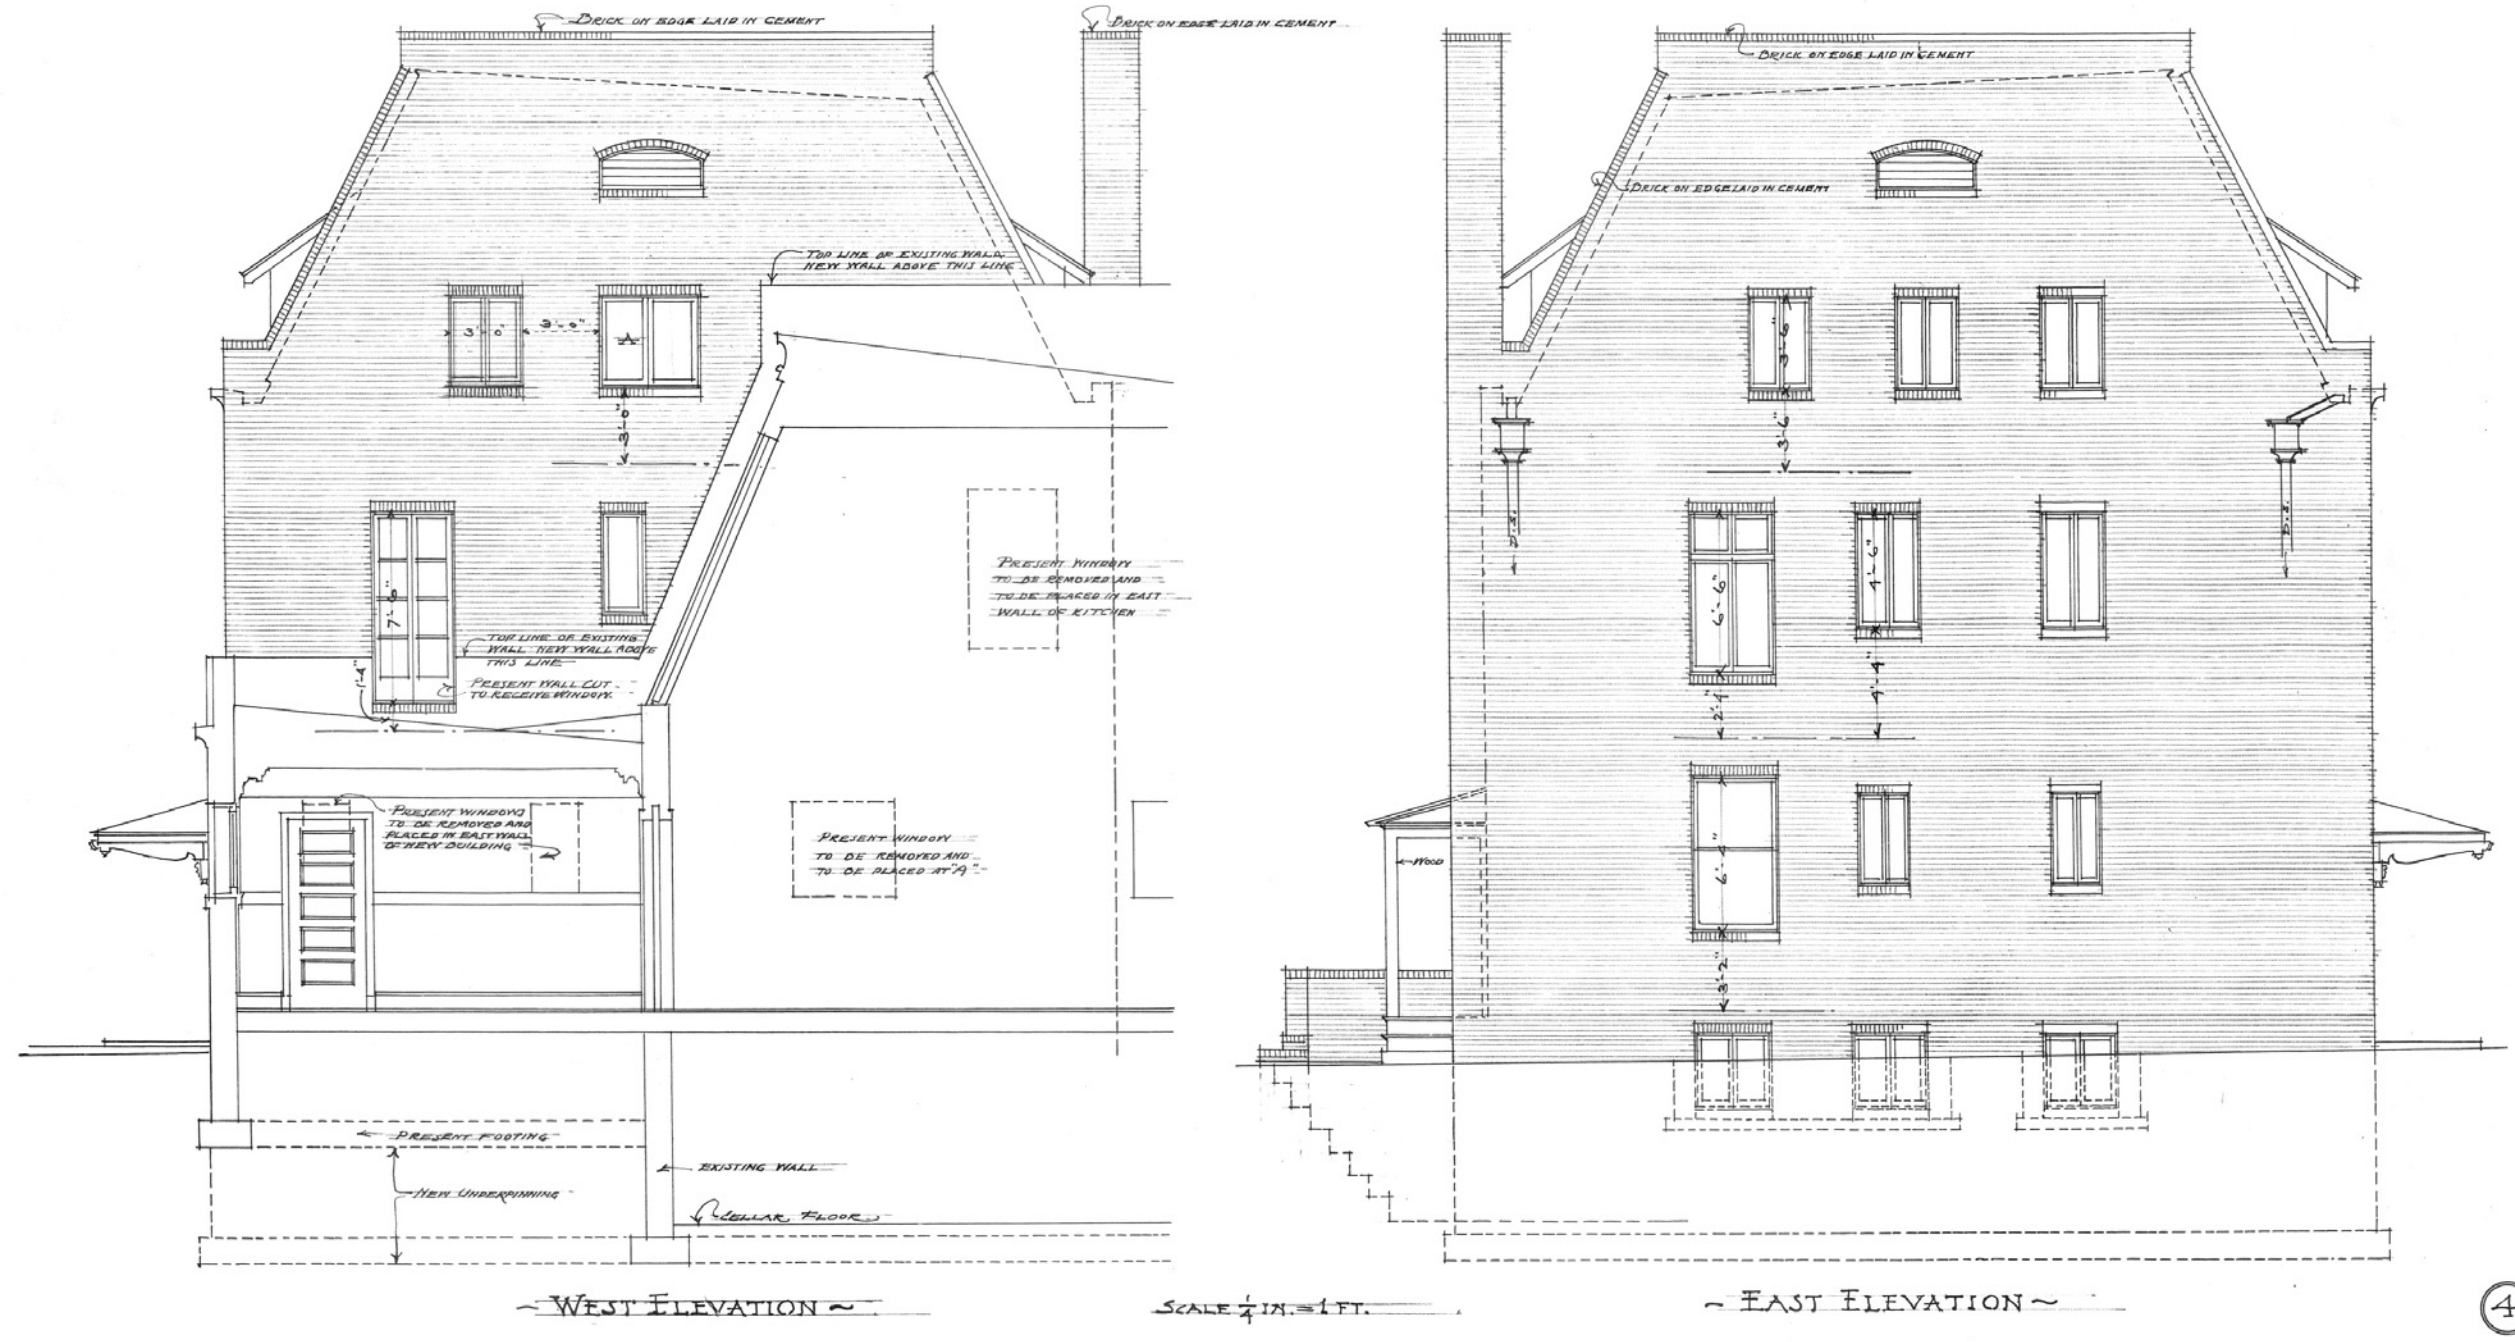 BRICK ON EDGE LAID IN CEMENT
BRICK ON EDGE LAID IN CEMENT
BRICK ON EDGE LAID IN CEMENT
BRICK ON EDGE LAID IN CEMENT
TOP LINE OF EXISTING WALL,
NEW WALL ABOVE THIS LINE
3'-0"
3'-0"
A
3'-0"
3'-6"
3'-6"
PRESENT WINDOW
TO BE REMOVED AND
TO BE PLACED IN EAST
WALL OF KITCHEN
D.S.
D.S.
7'-6"
6'-6"
4'-6"
TOP LINE OF EXISTING
WALL NEW WALL ABOVE
THIS LINE
1'-4"
PRESENT WALL CUT
TO RECEIVE WINDOW.
2'-4"
4'-4"
PRESENT WINDOWS
TO BE REMOVED AND
PLACED IN EAST WALL
OF NEW BUILDING
PRESENT WINDOW
TO BE REMOVED AND
TO BE PLACED AT "A"
WOOD
6'-4"
3'-2"
PRESENT FOOTING
EXISTING WALL
NEW UNDERPINNING
CELLAR FLOOR
~ WEST ELEVATION ~
SCALE 1/4 IN. = 1 FT.
~ EAST ELEVATION ~
4